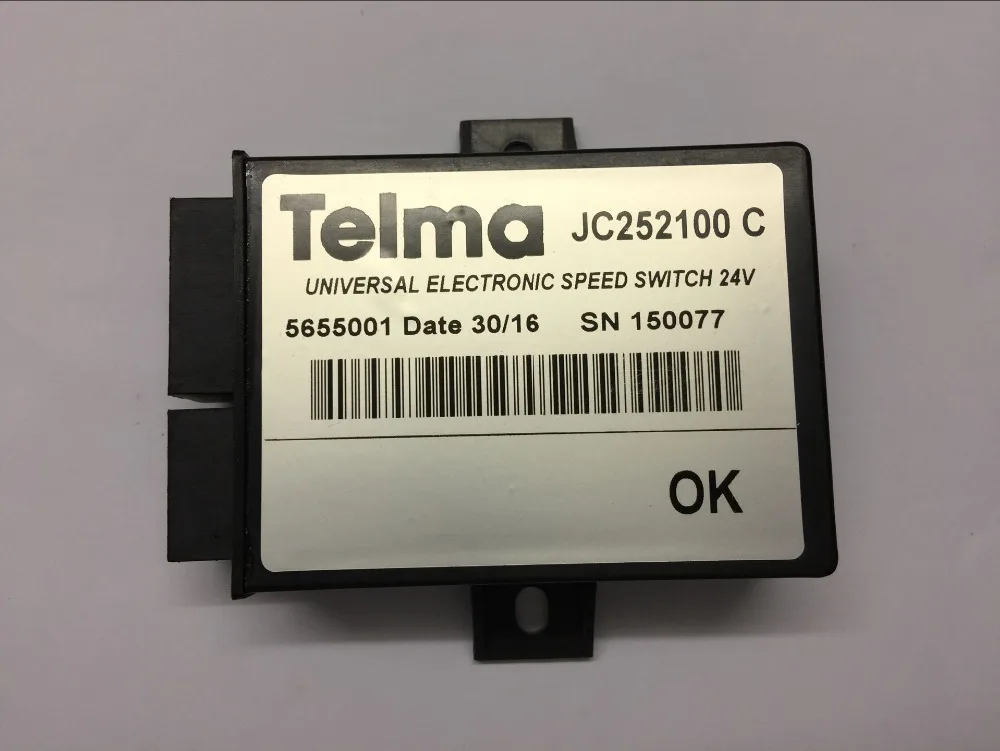 Telma JC252100 C
UNIVERSAL ELECTRONIC SPEED SWITCH 24V
5655001 Date 30/16 SN 150077
OK